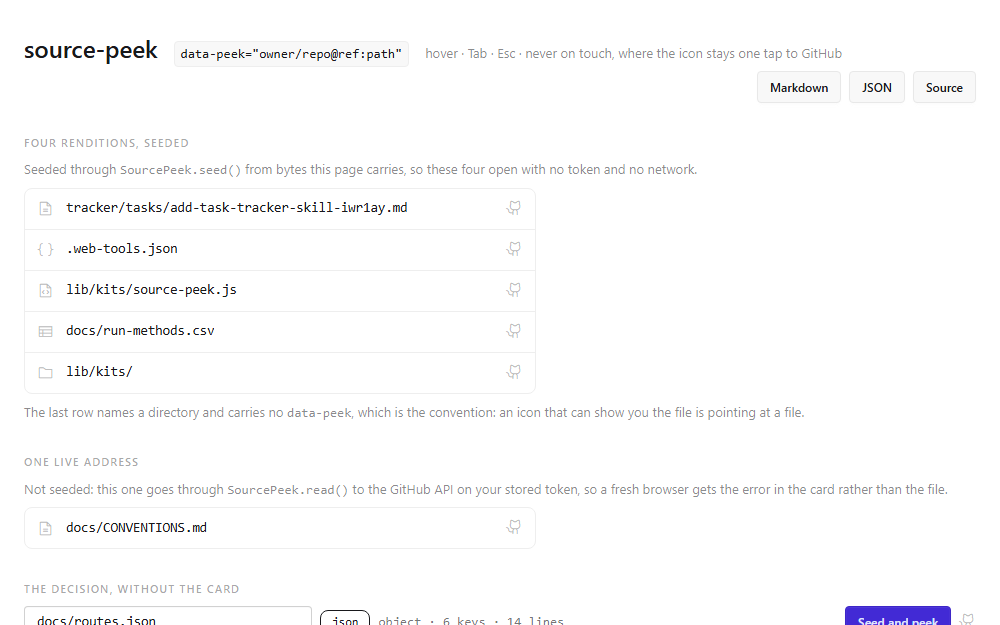 source-peek
data-peek="owner/repo@ref:path"
hover · Tab · Esc · never on touch, where the icon stays one tap to GitHub
Markdown
JSON
Source
FOUR RENDITIONS, SEEDED
Seeded through SourcePeek.seed() from bytes this page carries, so these four open with no token and no network.
tracker/tasks/add-task-tracker-skill-iwr1ay.md
{ } .web-tools.json
lib/kits/source-peek.js
docs/run-methods.csv
lib/kits/
The last row names a directory and carries no data-peek, which is the convention: an icon that can show you the file is pointing at a file.
ONE LIVE ADDRESS
Not seeded: this one goes through SourcePeek.read() to the GitHub API on your stored token, so a fresh browser gets the error in the card rather than the file.
docs/CONVENTIONS.md
THE DECISION, WITHOUT THE CARD
docs/routes.json
json
object · 6 keys · 14 lines
Seed and peek